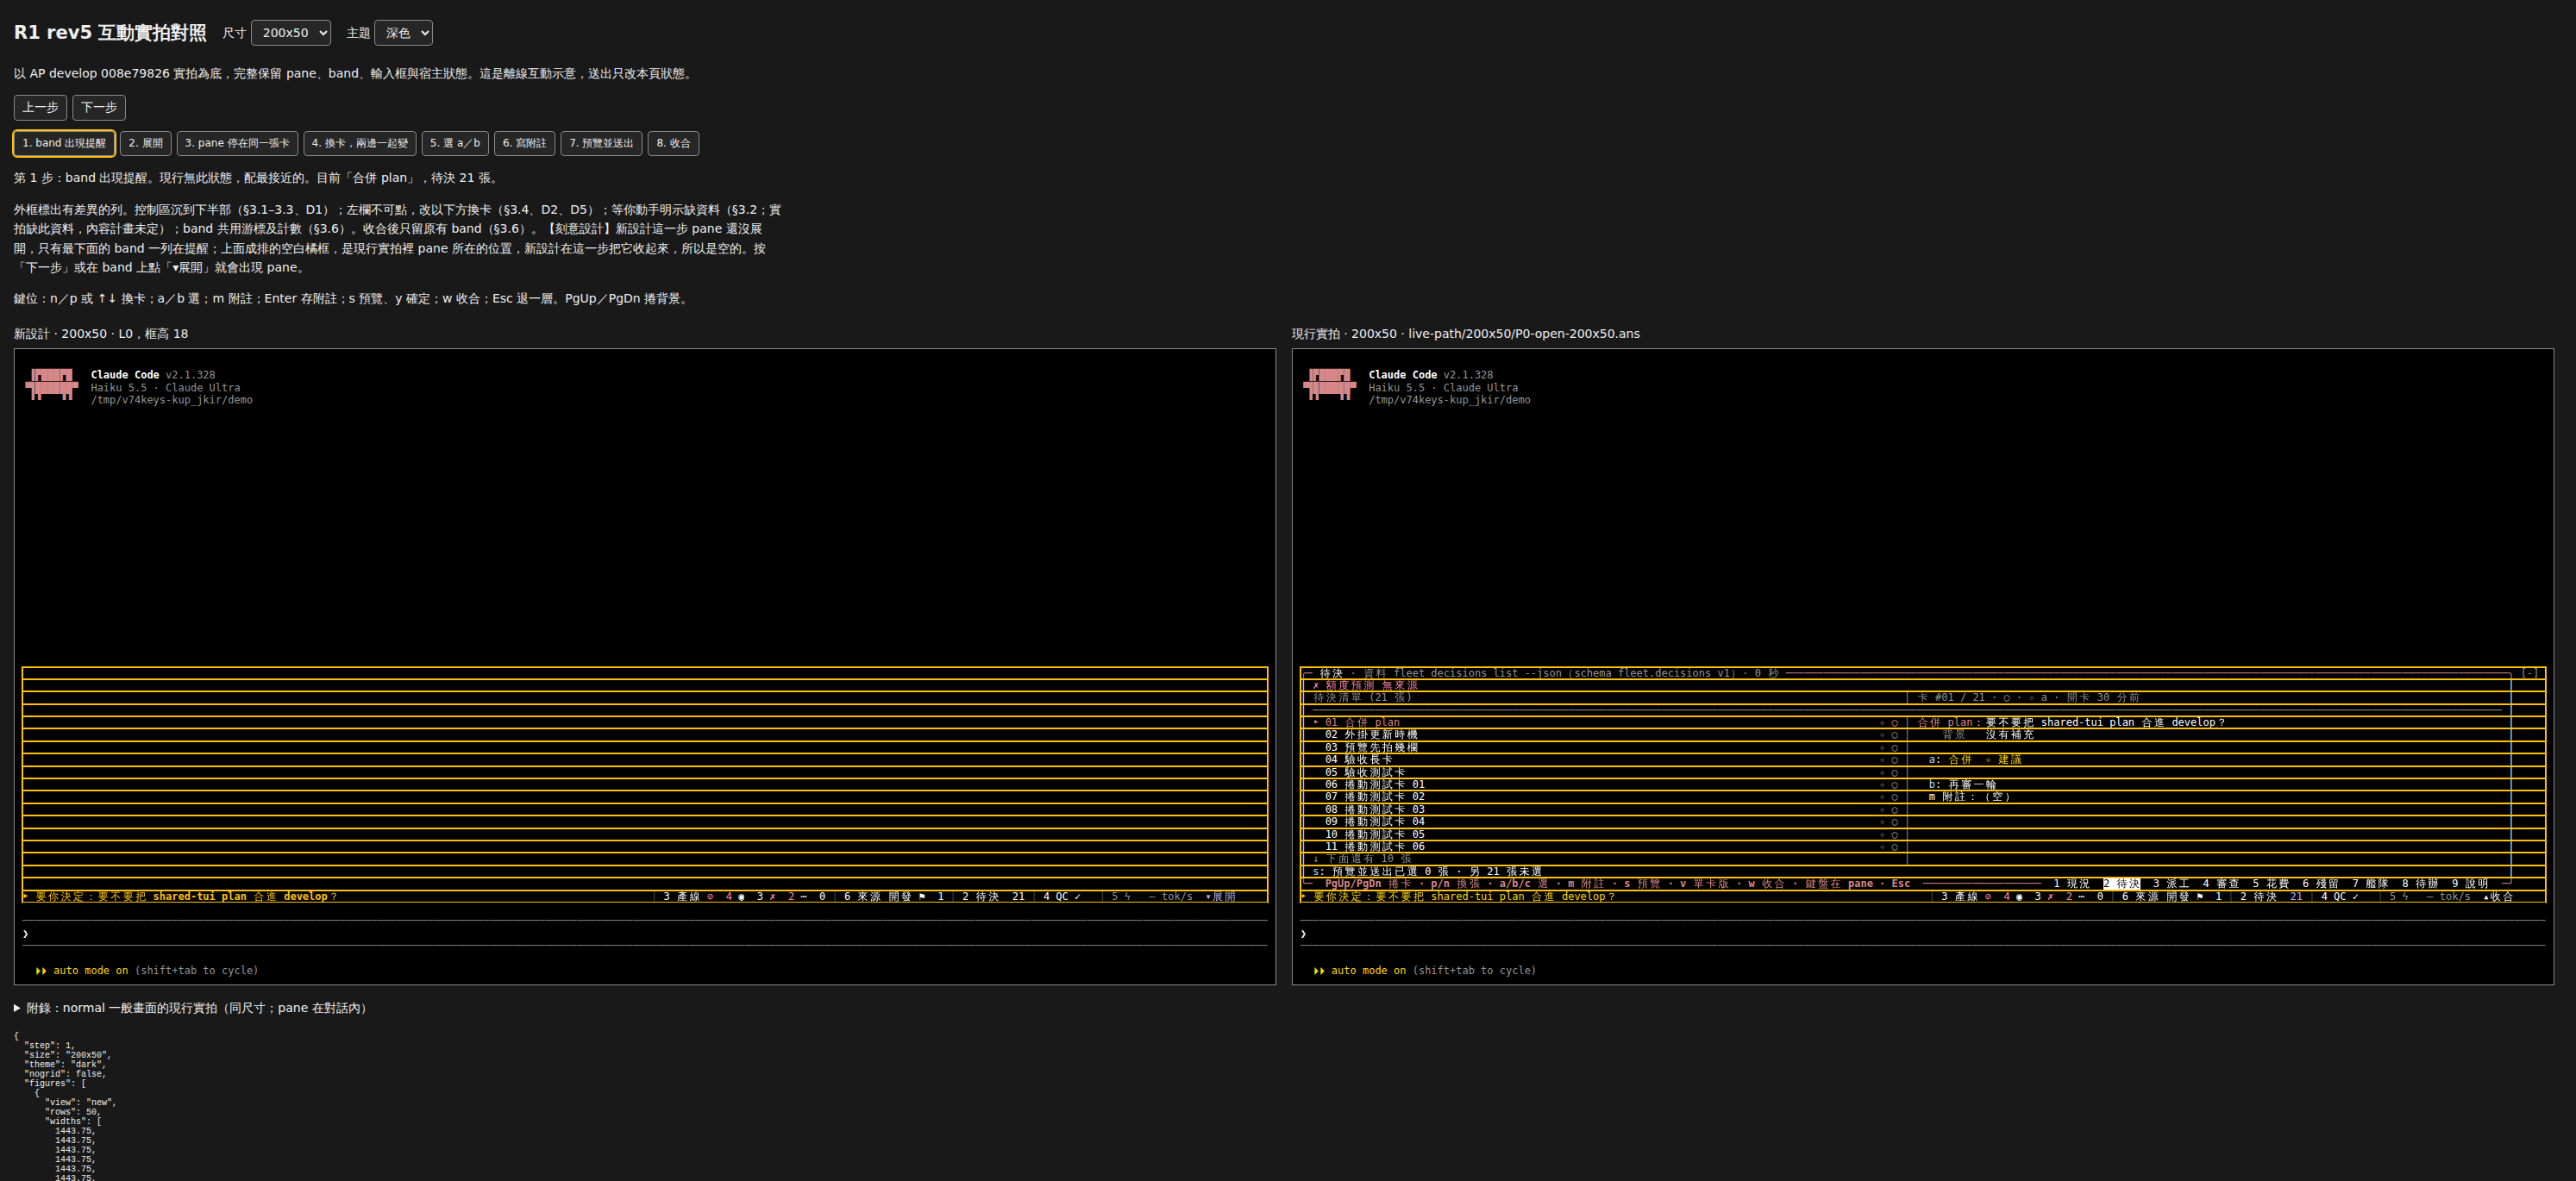 R1 rev5 互動實拍對照 尺寸 200x50 主題 深色
以 AP develop 008e79826 實拍為底，完整保留 pane、band、輸入框與宿主狀態。這是離線互動示意，送出只改本頁狀態。
上一步 下一步
1. band 出現提醒 2. 展開 3. pane 停在同一張卡 4. 換卡，兩邊一起變 5. 選 a／b 6. 寫附註 7. 預覽並送出 8. 收合
第 1 步：band 出現提醒。現行無此狀態，配最接近的。目前「合併 plan」，待決 21 張。
外框標出有差異的列。控制區沉到下半部（§3.1–3.3、D1）；左欄不可點，改以下方換卡（§3.4、D2、D5）；等你動手明示缺資料（§3.2；實
拍缺此資料，內容計畫未定）；band 共用游標及計數（§3.6）。收合後只留原有 band（§3.6）。【刻意設計】新設計這一步 pane 還沒展
開，只有最下面的 band 一列在提醒；上面成排的空白橘框，是現行實拍裡 pane 所在的位置，新設計在這一步把它收起來，所以是空的。按
「下一步」或在 band 上點「▾展開」就會出現 pane。
鍵位：n／p 或 ↑↓ 換卡；a／b 選；m 附註；Enter 存附註；s 預覽、y 確定；w 收合；Esc 退一層。PgUp／PgDn 捲背景。
新設計 · 200x50 · L0，框高 18
Claude Code v2.1.328
Haiku 5.5 · Claude Ultra
/tmp/v74keys-kup_jkir/demo
▸ 要你決定：要不要把 shared-tui plan 合進 develop？ | 3 產線 ⊘ 4 ◉ 3 ✗ 2 ⋯ 0 | 6 來源 開發 ⚑ 1 | 2 待決 21 | 4 QC ✓ | 5 ϟ — tok/s ▾展開
❯
⏵⏵ auto mode on (shift+tab to cycle)
現行實拍 · 200x50 · live-path/200x50/P0-open-200x50.ans
Claude Code v2.1.328
Haiku 5.5 · Claude Ultra
/tmp/v74keys-kup_jkir/demo
待決 · 資料 fleet decisions list --json（schema fleet.decisions v1）· 0 秒 [-]
✗ 額度預測 無來源
待決清單 (21 張) | 卡 #01 / 21 · ○ · ✧ a · 開卡 30 分前
‣ 01 合併 plan ✧ ○ | 合併 plan：要不要把 shared-tui plan 合進 develop？
02 外掛更新時機 ✧ ○ | 背景 沒有補充
03 預覽先拍幾欄 ✧ ○ |
04 驗收長卡 ✧ ○ | a: 合併 ✧ 建議
05 驗收測試卡 ✧ ○ |
06 捲動測試卡 01 ✧ ○ | b: 再審一輪
07 捲動測試卡 02 ✧ ○ | m 附註：（空）
08 捲動測試卡 03 ✧ ○ |
09 捲動測試卡 04 ✧ ○ |
10 捲動測試卡 05 ✧ ○ |
11 捲動測試卡 06 ✧ ○ |
↓ 下面還有 10 張
s: 預覽並送出已選 0 張 · 另 21 張未選
PgUp/PgDn 捲卡 · p/n 換張 · a/b/c 選 · m 附註 · s 預覽 · v 單卡版 · w 收合 · 鍵盤在 pane · Esc 1 現況 2 待決 3 派工 4 審查 5 花費 6 殘留 7 艦隊 8 待辦 9 說明
▸ 要你決定：要不要把 shared-tui plan 合進 develop？ | 3 產線 ⊘ 4 ◉ 3 ✗ 2 ⋯ 0 | 6 來源 開發 ⚑ 1 | 2 待決 21 | 4 QC ✓ | 5 ϟ — tok/s ▴收合
❯
⏵⏵ auto mode on (shift+tab to cycle)
▶ 附錄：normal 一般畫面的現行實拍（同尺寸；pane 在對話內）
{
"step": 1,
"size": "200x50",
"theme": "dark",
"nogrid": false,
"figures": [
{
"view": "new",
"rows": 50,
"widths": [
1443.75,
1443.75,
1443.75,
1443.75,
1443.75,
1443.75,